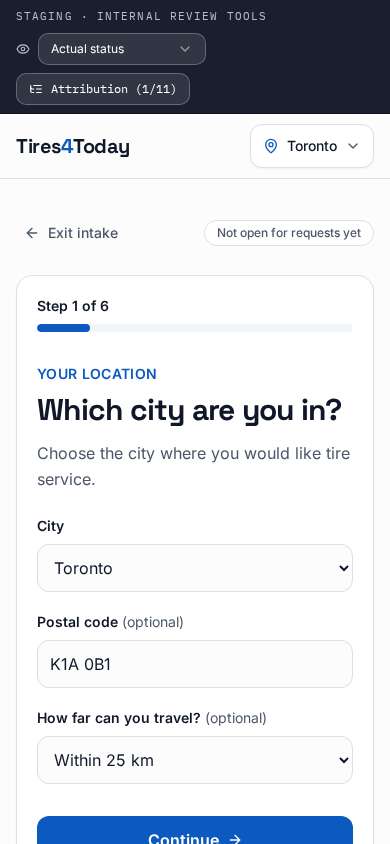 STAGING · INTERNAL REVIEW TOOLS
Actual status
Attribution (1/11)
Tires4Today
Toronto
← Exit intake
Not open for requests yet
Step 1 of 6
YOUR LOCATION
Which city are you in?
Choose the city where you would like tire
service.
City
Toronto
Postal code (optional)
K1A 0B1
How far can you travel? (optional)
Within 25 km
Continue →